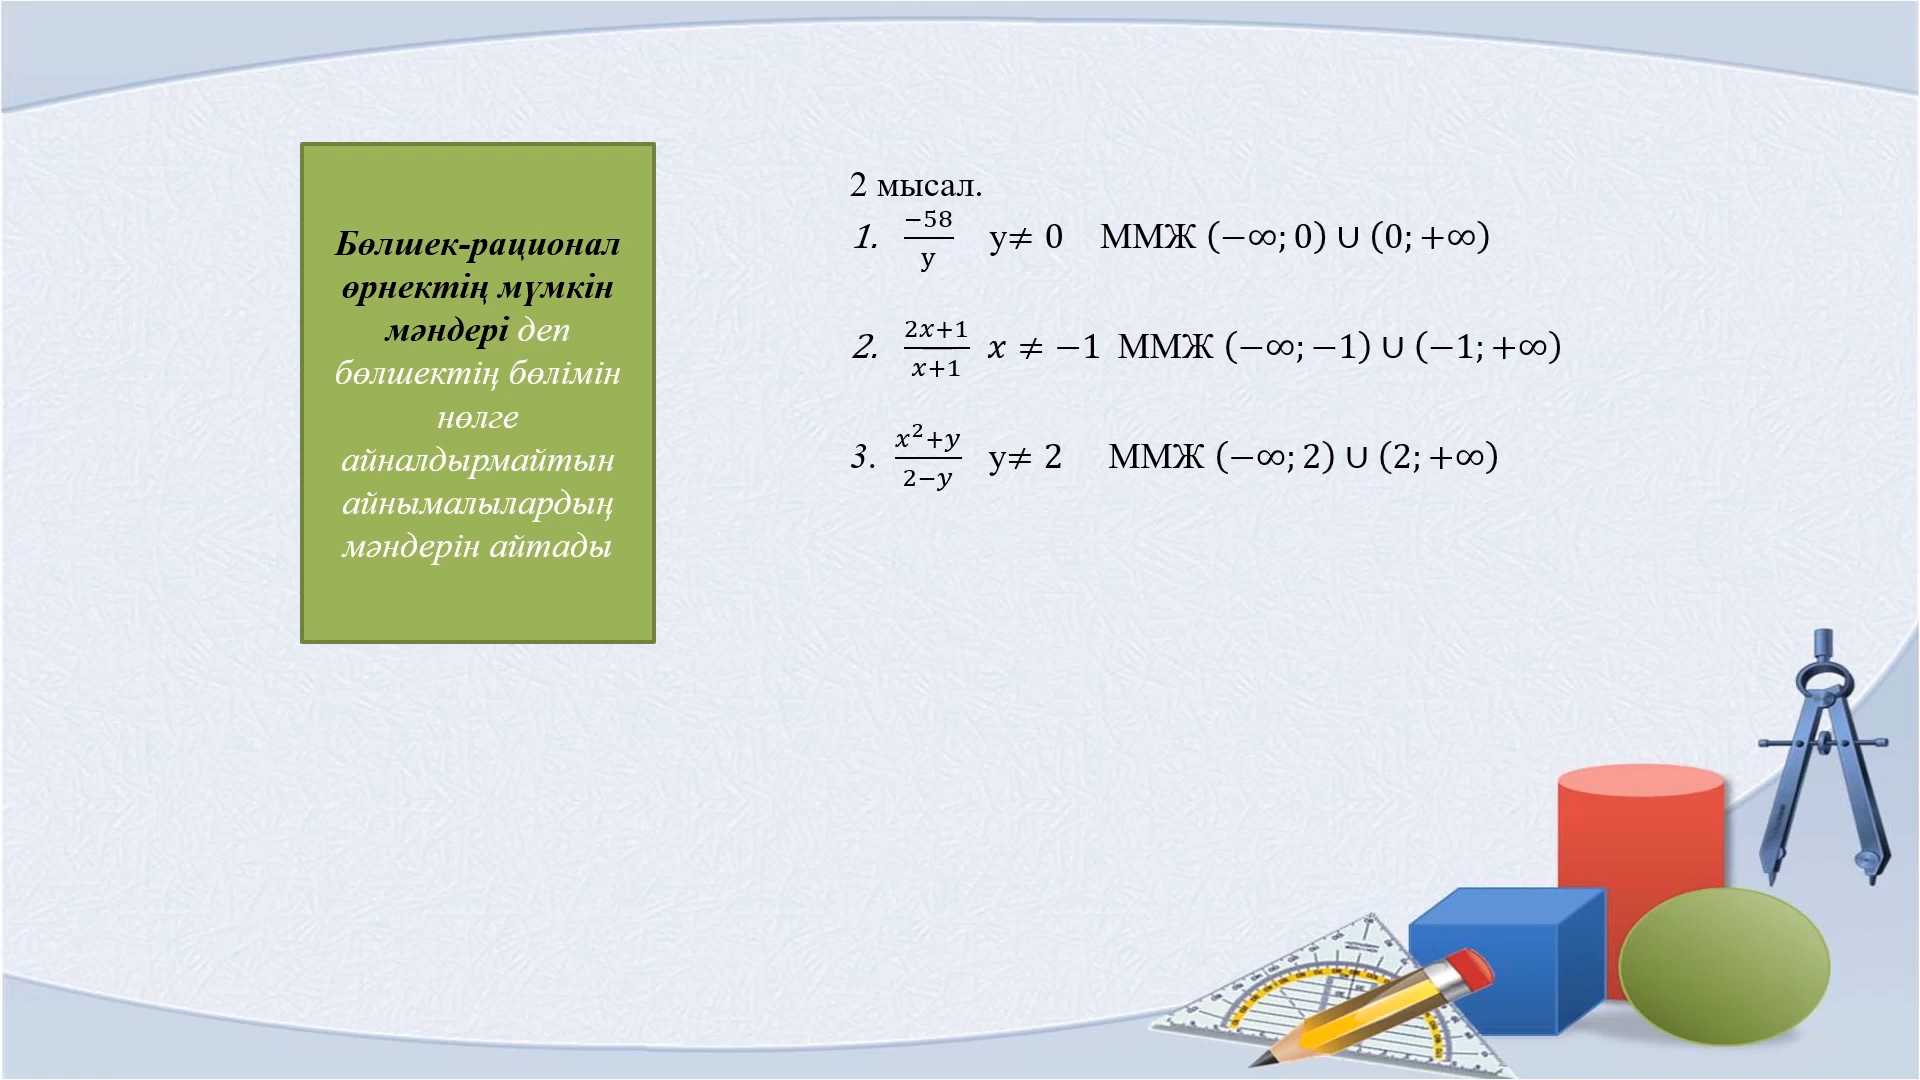 Бөлшек-рационал
өрнектің мүмкін
мәндері деп
бөлшектің бөлімін
нөлге
айналдырмайтын
айнымалылардың
мәндерін айтады
2 мысал.
1. −58/у у≠ 0 ММЖ (−∞; 0) ∪ (0; +∞)
2. 2𝑥+1/𝑥+1 𝑥 ≠ −1 ММЖ (−∞; −1) ∪ (−1; +∞)
3. 𝑥²+𝑦/2−𝑦 у≠ 2 ММЖ (−∞; 2) ∪ (2; +∞)